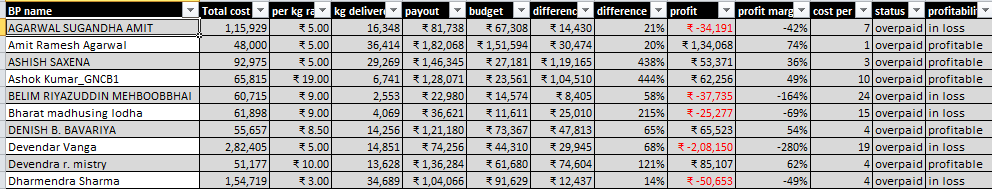 BP name Total cost per kg ra kg deliver payout budget differenc difference profit profit marg cost per status profitabili
AGARWAL SUGANDHA AMIT 1,15,929 ₹ 5.00 16,348 ₹ 81,738 ₹ 67,308 ₹ 14,430 21% ₹ -34,191 -42% 7 overpaid in loss
Amit Ramesh Agarwal 48,000 ₹ 5.00 36,414 ₹ 1,82,068 ₹ 1,51,594 ₹ 30,474 20% ₹ 1,34,068 74% 1 overpaid profitable
ASHISH SAXENA 92,975 ₹ 5.00 29,269 ₹ 1,46,345 ₹ 27,181 ₹ 1,19,165 438% ₹ 53,371 36% 3 overpaid profitable
Ashok Kumary_GNCB1 65,815 ₹ 19.00 6,741 ₹ 1,28,071 ₹ 23,561 ₹ 1,04,510 444% ₹ 62,256 49% 10 overpaid profitable
BELIM RIYAZUDDIN MEHBOOBBHAI 60,715 ₹ 9.00 2,553 ₹ 22,980 ₹ 14,574 ₹ 8,405 58% ₹ -37,735 -164% 24 overpaid in loss
Bharat madhusing lodha 61,898 ₹ 9.00 4,069 ₹ 36,621 ₹ 11,611 ₹ 25,010 215% ₹ -25,277 -69% 15 overpaid in loss
DENISH B. BAVARIYA 55,657 ₹ 8.50 14,256 ₹ 1,21,180 ₹ 73,367 ₹ 47,813 65% ₹ 65,523 54% 4 overpaid profitable
Devendar Vanga 2,82,405 ₹ 5.00 14,851 ₹ 74,256 ₹ 44,310 ₹ 29,945 68% ₹ -2,08,150 -280% 19 overpaid in loss
Devendra r. mistry 51,177 ₹ 10.00 13,628 ₹ 1,36,284 ₹ 61,680 ₹ 74,604 121% ₹ 85,107 62% 4 overpaid profitable
Dharmendra Sharma 1,54,719 ₹ 3.00 34,689 ₹ 1,04,066 ₹ 91,629 ₹ 12,437 14% ₹ -50,653 -49% 4 overpaid in loss